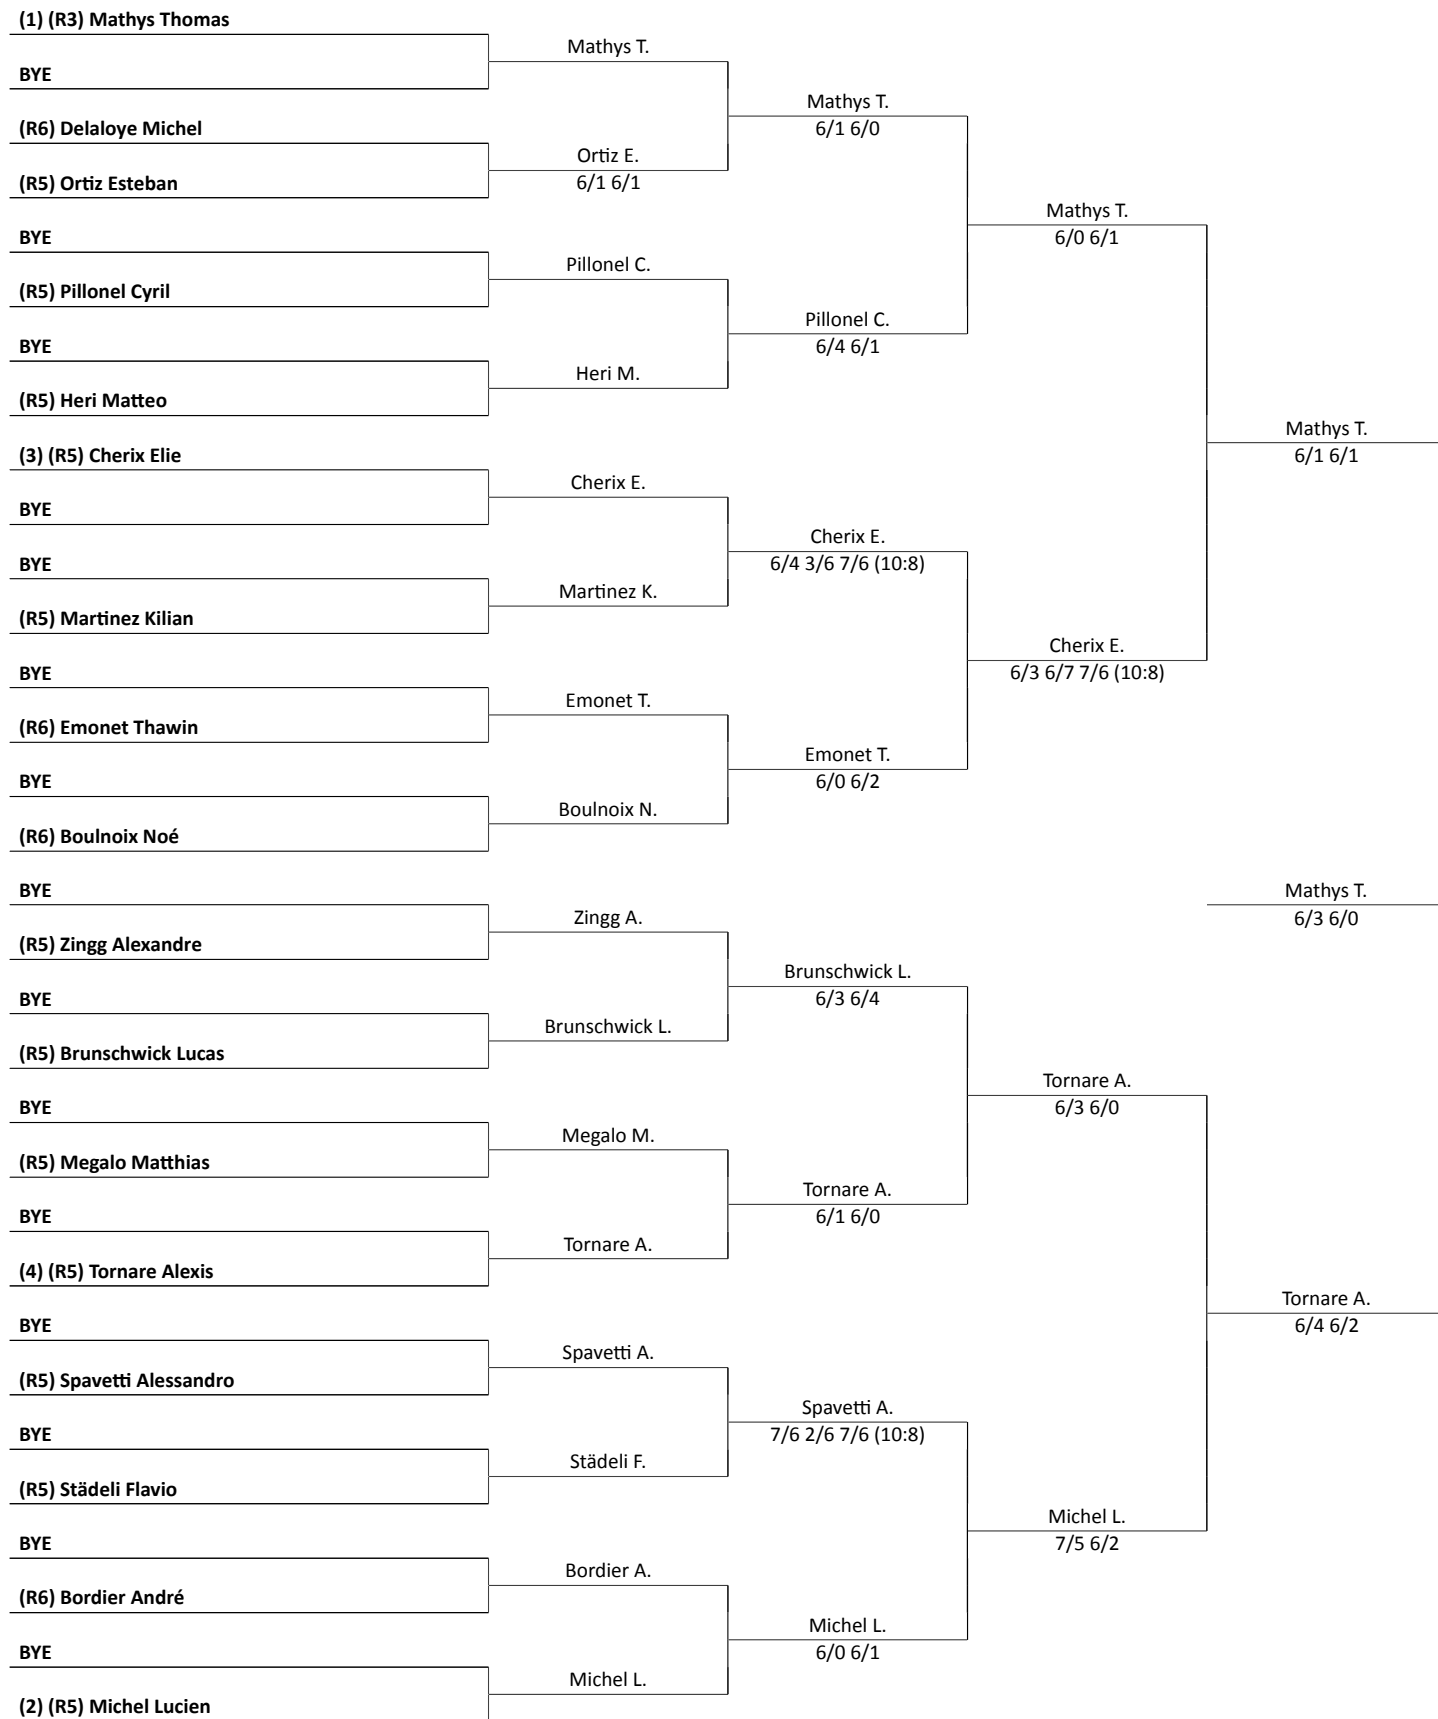 (1) (R3) Mathys Thomas
BYE
(R6) Delaloye Michel
(R5) Ortiz Esteban
BYE
(R5) Pillonel Cyril
BYE
(R5) Heri Matteo
(3) (R5) Cherix Elie
BYE
BYE
(R5) Martinez Kilian
BYE
(R6) Emonet Thawin
BYE
(R6) Boulnoix Noé
BYE
(R5) Zingg Alexandre
BYE
(R5) Brunschwick Lucas
BYE
(R5) Megalo Matthias
BYE
(4) (R5) Tornare Alexis
BYE
(R5) Spavetti Alessandro
BYE
(R5) Städeli Flavio
BYE
(R6) Bordier André
BYE
(2) (R5) Michel Lucien
Mathys T.
Ortiz E.
6/1 6/1
Pillonel C.
Heri M.
Cherix E.
Martinez K.
Emonet T.
Boulnoix N.
Zingg A.
Brunschwick L.
Megalo M.
Tornare A.
Spavetti A.
Städeli F.
Bordier A.
Michel L.
Mathys T.
6/1 6/0
Pillonel C.
6/4 6/1
Cherix E.
6/4 3/6 7/6 (10:8)
Emonet T.
6/0 6/2
Brunschwick L.
6/3 6/4
Tornare A.
6/1 6/0
Spavetti A.
7/6 2/6 7/6 (10:8)
Michel L.
6/0 6/1
Mathys T.
6/0 6/1
Cherix E.
6/3 6/7 7/6 (10:8)
Tornare A.
6/3 6/0
Michel L.
7/5 6/2
Mathys T.
6/1 6/1
Mathys T.
6/3 6/0
Tornare A.
6/4 6/2